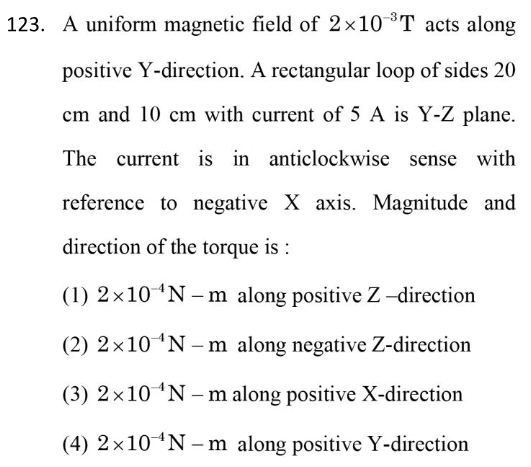 123. A uniform magnetic field of 2×10⁻³T acts along
positive Y-direction. A rectangular loop of sides 20
cm and 10 cm with current of 5 A is Y-Z plane.
The current is in anticlockwise sense with
reference to negative X axis. Magnitude and
direction of the torque is :
(1) 2×10⁻⁴N – m along positive Z –direction
(2) 2×10⁻⁴N – m along negative Z-direction
(3) 2×10⁻⁴N – m along positive X-direction
(4) 2×10⁻⁴N – m along positive Y-direction